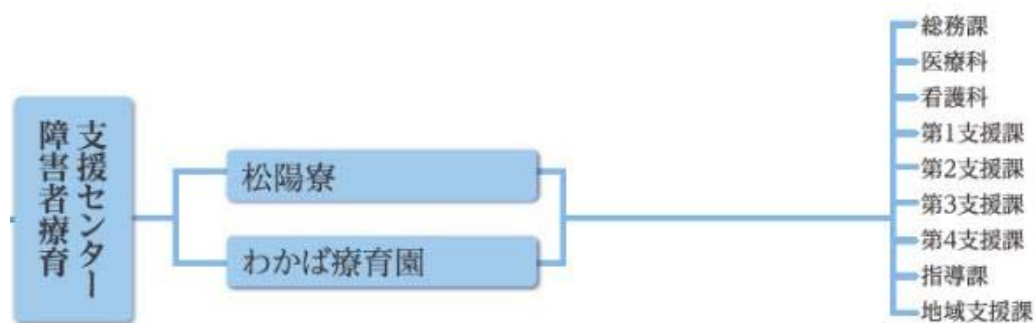 障害者療育
支援センター
松陽寮
わかば療育園
総務課
医療科
看護科
第1支援課
第2支援課
第3支援課
第4支援課
指導課
地域支援課